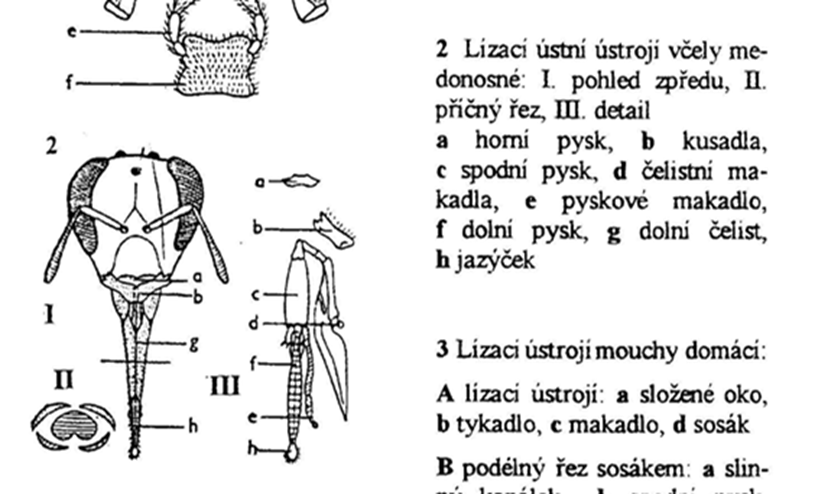 e
f
2
a
b
c
d
f
e
h
a
b
g
h
I
II
III
2 Lízací ústní ústrojí včely me-
donosné: I. pohled zpředu, II.
příčný řez, III. detail
a horní pysk, b kusadla,
c spodní pysk, d čelistní ma-
kadla, e pyskové makadlo,
f dolní pysk, g dolní čelist,
h jazýček
3 Lízací ústrojí mouchy domácí:
A lízací ústrojí: a složené oko,
b tykadlo, c makadlo, d sosák
B podélný řez sosákem: a slin-